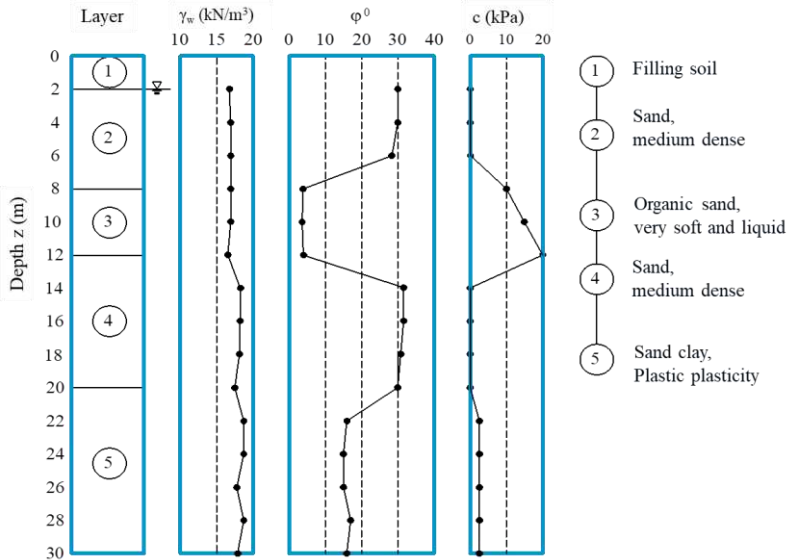 Layer
γw (kN/m³)
φ⁰
c (kPa)
10 20
0 10 20 30 40
0 10 20
Depth z (m)
0
2
4
6
8
10
12
14
16
18
20
22
24
26
28
30
1
2
3
4
5
1 Filling soil
2 Sand,
medium dense
3 Organic sand,
very soft and liquid
4 Sand,
medium dense
5 Sand clay,
Plastic plasticity